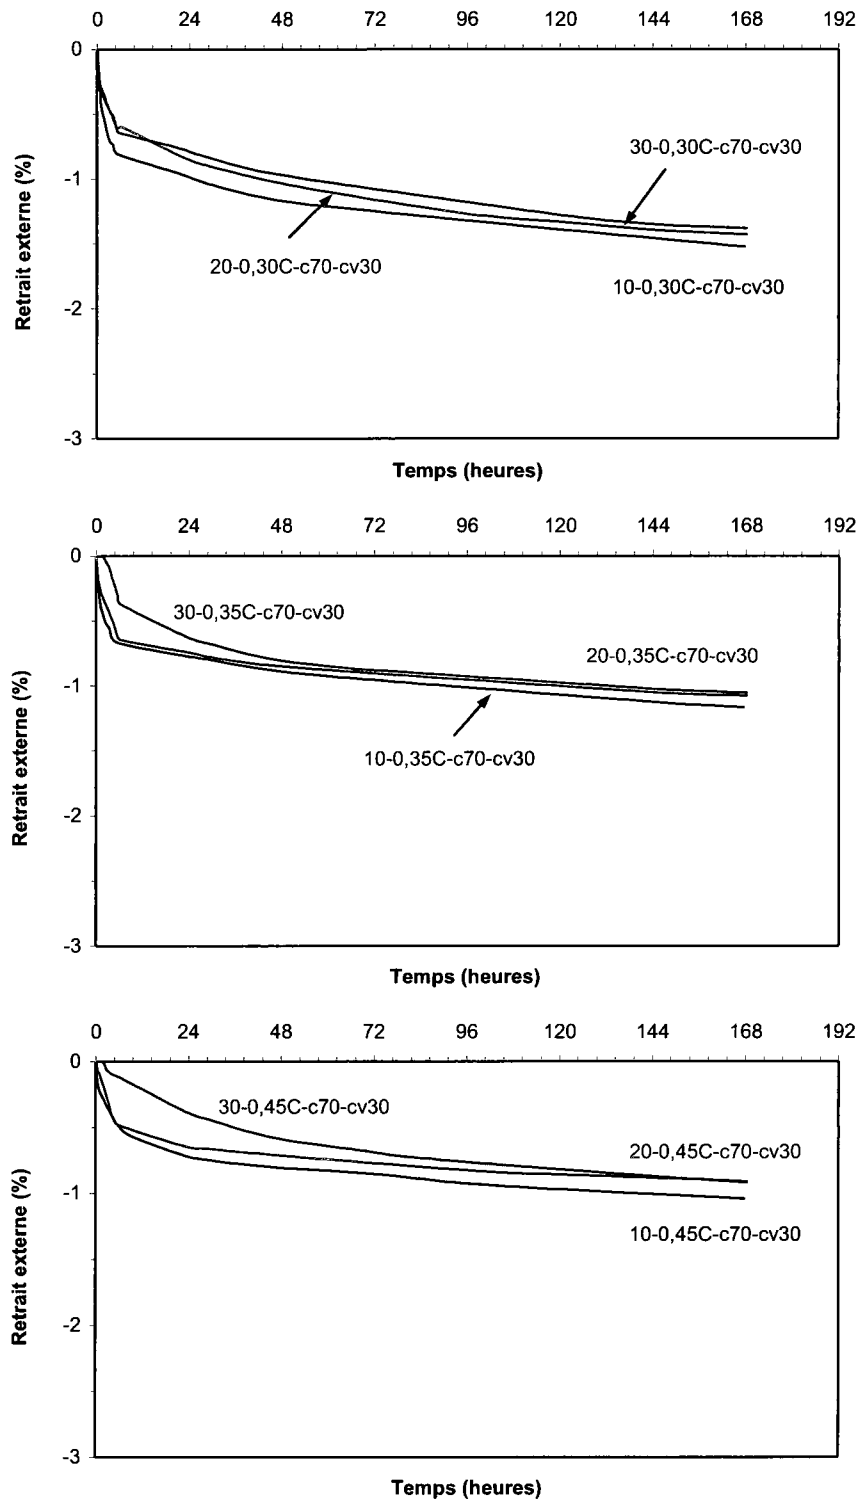 0 24 48 72 96 120 144 168 192
0
30-0,30C-c70-cv30
-1
20-0,30C-c70-cv30
10-0,30C-c70-cv30
-2
-3
Retrait externe (%)
Temps (heures)
0 24 48 72 96 120 144 168 192
0
30-0,35C-c70-cv30
20-0,35C-c70-cv30
-1
10-0,35C-c70-cv30
-2
-3
Retrait externe (%)
Temps (heures)
0 24 48 72 96 120 144 168 192
0
30-0,45C-c70-cv30
20-0,45C-c70-cv30
-1
10-0,45C-c70-cv30
-2
-3
Retrait externe (%)
Temps (heures)